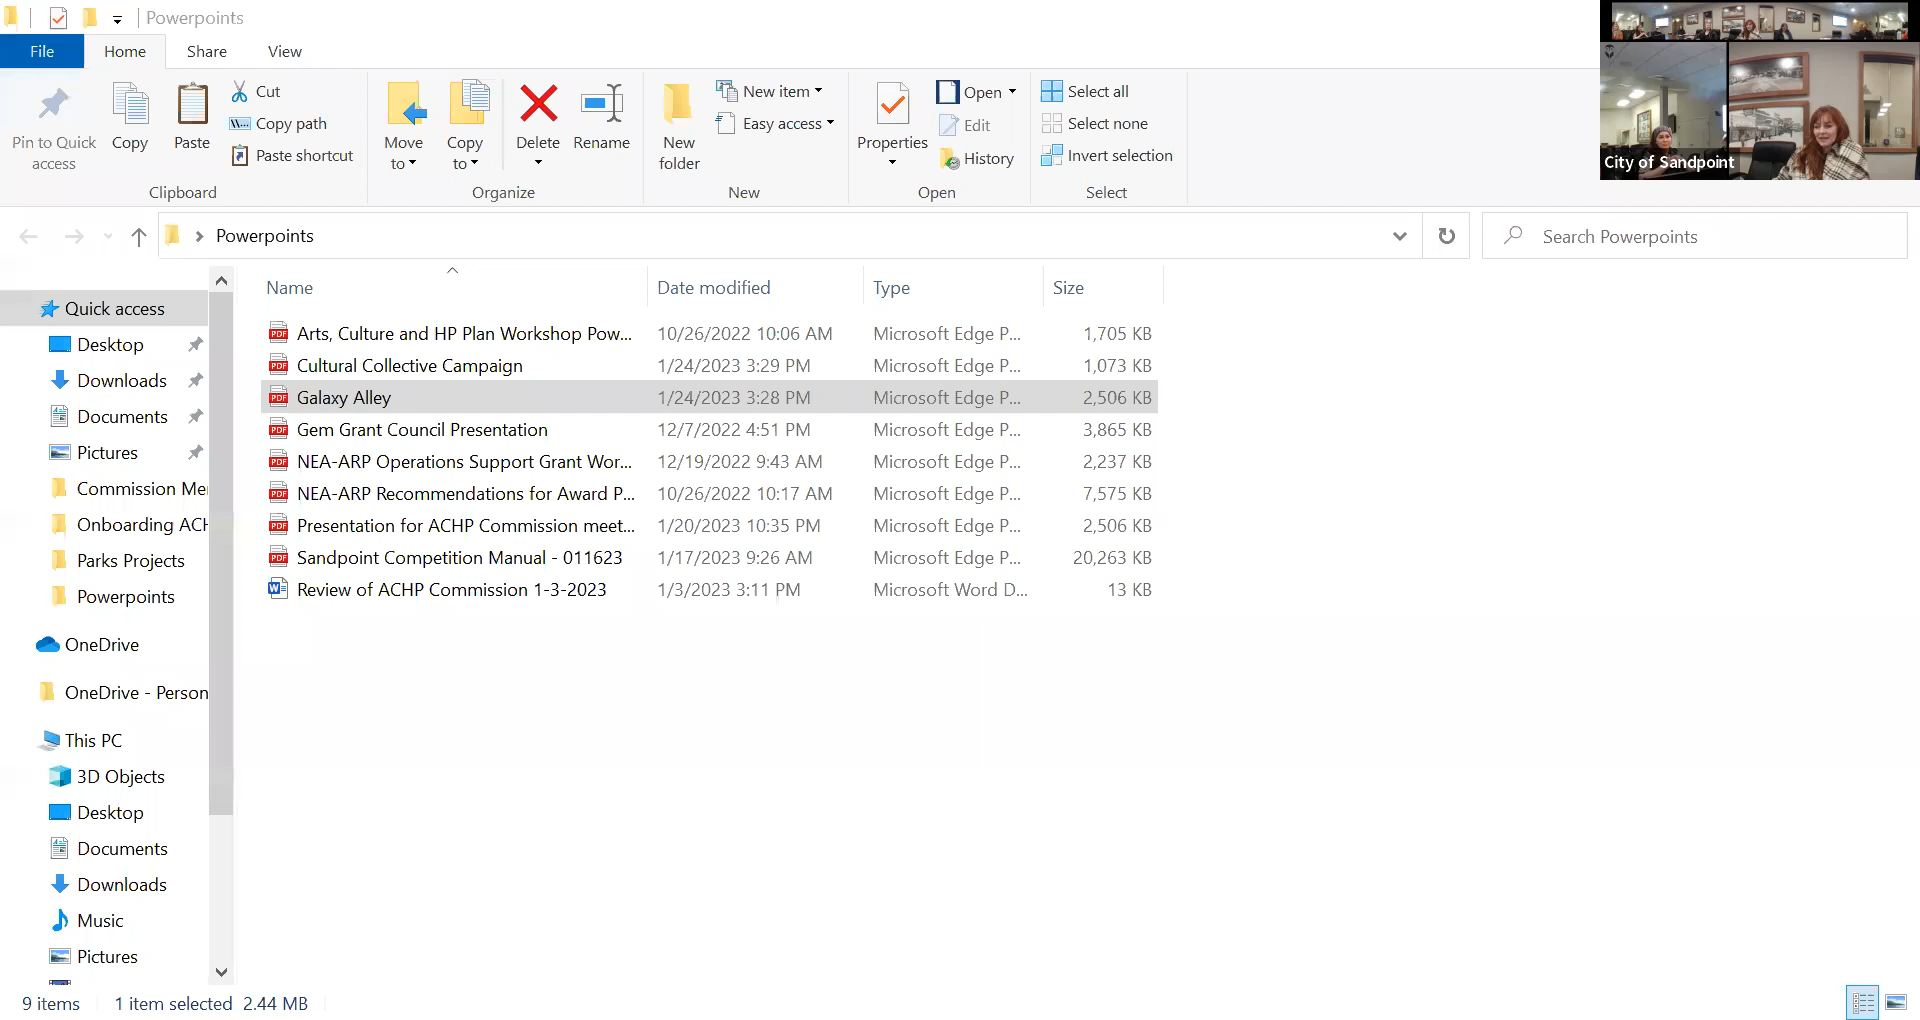 Powerpoints
File Home Share View
Pin to Quick access
Copy
Paste
Cut
Copy path
Paste shortcut
Clipboard
Move to
Copy to
Delete
Rename
Organize
New folder
New item
Easy access
New
Properties
Open
Edit
History
Open
Select all
Select none
Invert selection
Select
City of Sandpoint
Powerpoints
Search Powerpoints
Name Date modified Type Size
Arts, Culture and HP Plan Workshop Pow... 10/26/2022 10:06 AM Microsoft Edge P... 1,705 KB
Cultural Collective Campaign 1/24/2023 3:29 PM Microsoft Edge P... 1,073 KB
Galaxy Alley 1/24/2023 3:28 PM Microsoft Edge P... 2,506 KB
Gem Grant Council Presentation 12/7/2022 4:51 PM Microsoft Edge P... 3,865 KB
NEA-ARP Operations Support Grant Wor... 12/19/2022 9:43 AM Microsoft Edge P... 2,237 KB
NEA-ARP Recommendations for Award P... 10/26/2022 10:17 AM Microsoft Edge P... 7,575 KB
Presentation for ACHP Commission meet... 1/20/2023 10:35 PM Microsoft Edge P... 2,506 KB
Sandpoint Competition Manual - 011623 1/17/2023 9:26 AM Microsoft Edge P... 20,263 KB
Review of ACHP Commission 1-3-2023 1/3/2023 3:11 PM Microsoft Word D... 13 KB
Quick access
Desktop
Downloads
Documents
Pictures
Commission Me
Onboarding ACH
Parks Projects
Powerpoints
OneDrive
OneDrive - Person
This PC
3D Objects
Desktop
Documents
Downloads
Music
Pictures
9 items 1 item selected 2.44 MB